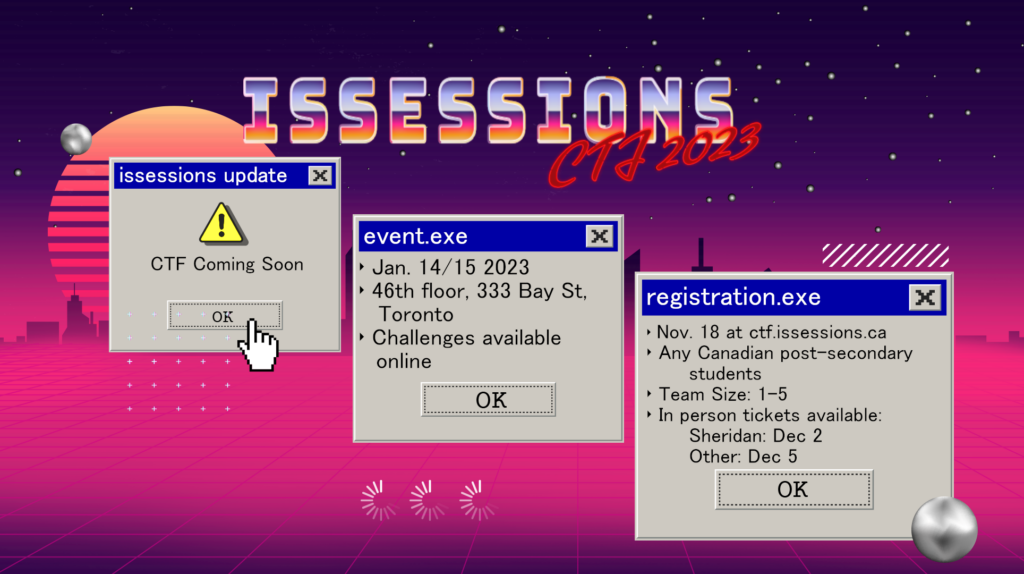 ISSESSIONS
CTF 2023
issessions update
CTF Coming Soon
OK
event.exe
Jan. 14/15 2023
46th floor, 333 Bay St,
Toronto
Challenges available
online
OK
registration.exe
Nov. 18 at ctf.issessions.ca
Any Canadian post-secondary
students
Team Size: 1-5
In person tickets available:
Sheridan: Dec 2
Other: Dec 5
OK